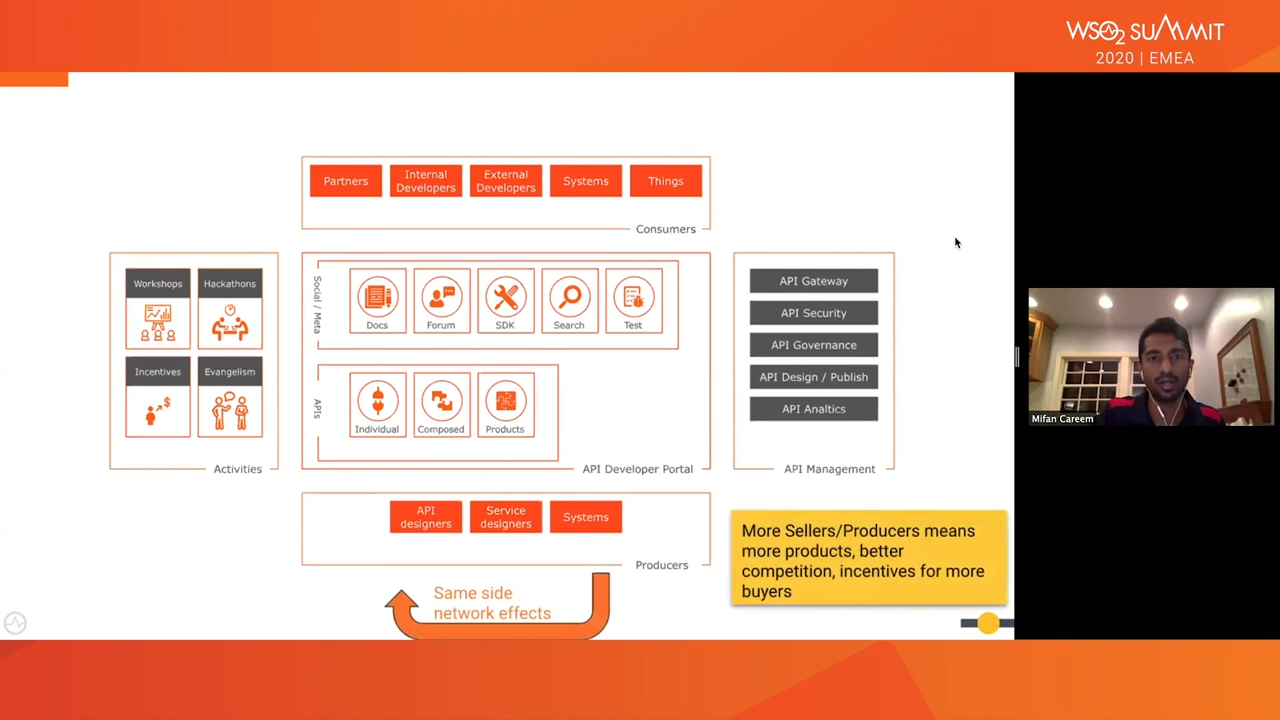 WSO2 SUMMIT
2020 | EMEA
Partners
Internal
Developers
External
Developers
Systems
Things
Consumers
Workshops
Hackathons
Incentives
Evangelism
Activities
Social / Meta
Docs
Forum
SDK
Search
Test
APIs
Individual
Composed
Products
API Developer Portal
API Gateway
API Security
API Governance
API Design / Publish
API Analtics
API Management
API
designers
Service
designers
Systems
Producers
Same side
network effects
More Sellers/Producers means
more products, better
competition, incentives for more
buyers
Mifan Careem